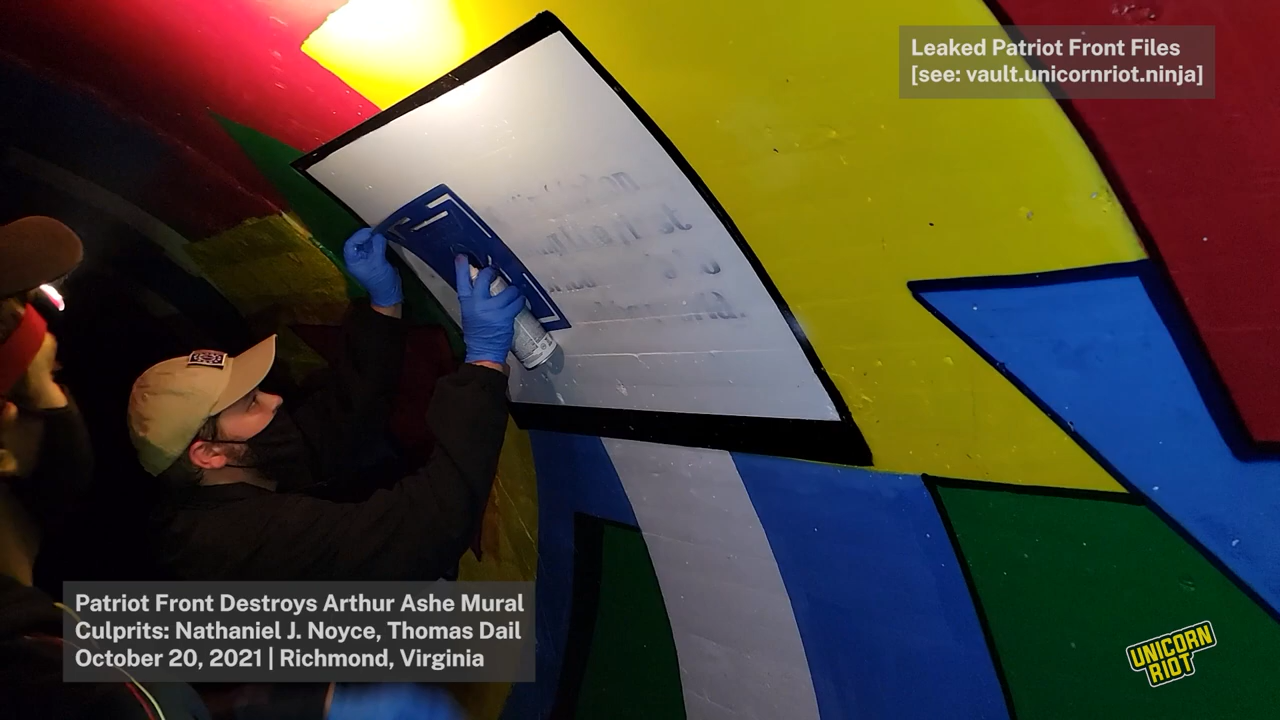 Leaked Patriot Front Files
[see: vault.unicornriot.ninja]
Patriot Front Destroys Arthur Ashe Mural
Culprits: Nathaniel J. Noyce, Thomas Dail
October 20, 2021 | Richmond, Virginia
UNICORN
RIOT